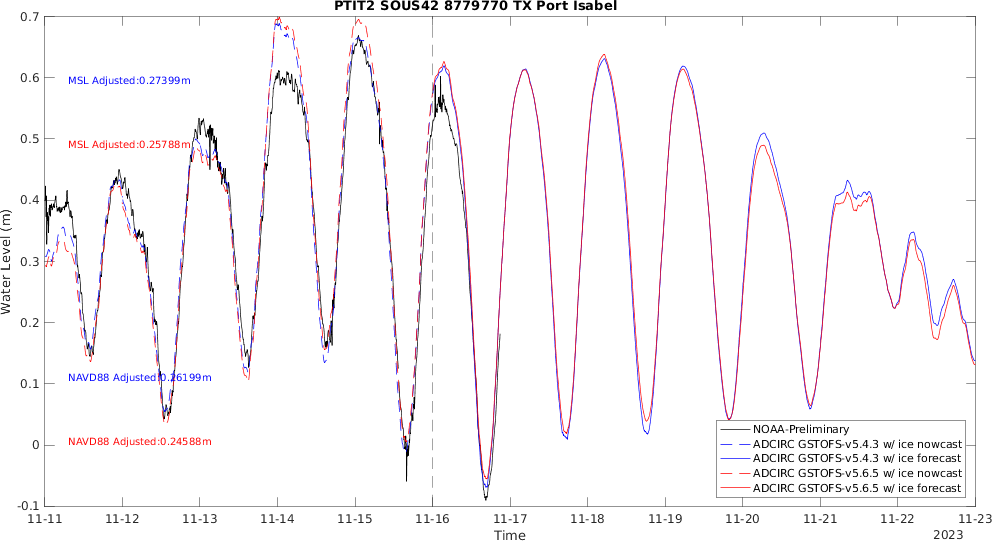 PTIT2 SOUS42 8779770 TX Port Isabel
0.7
0.6
0.5
0.4
0.3
0.2
0.1
0
-0.1
Water Level (m)
MSL Adjusted:0.27399m
MSL Adjusted:0.25788m
NAVD88 Adjusted:0.26199m
NAVD88 Adjusted:0.24588m
NOAA-Preliminary
ADCIRC GSTOFS-v5.4.3 w/ ice nowcast
ADCIRC GSTOFS-v5.4.3 w/ ice forecast
ADCIRC GSTOFS-v5.6.5 w/ ice nowcast
ADCIRC GSTOFS-v5.6.5 w/ ice forecast
11-11 11-12 11-13 11-14 11-15 11-16 11-17 11-18 11-19 11-20 11-21 11-22 11-23
Time
2023